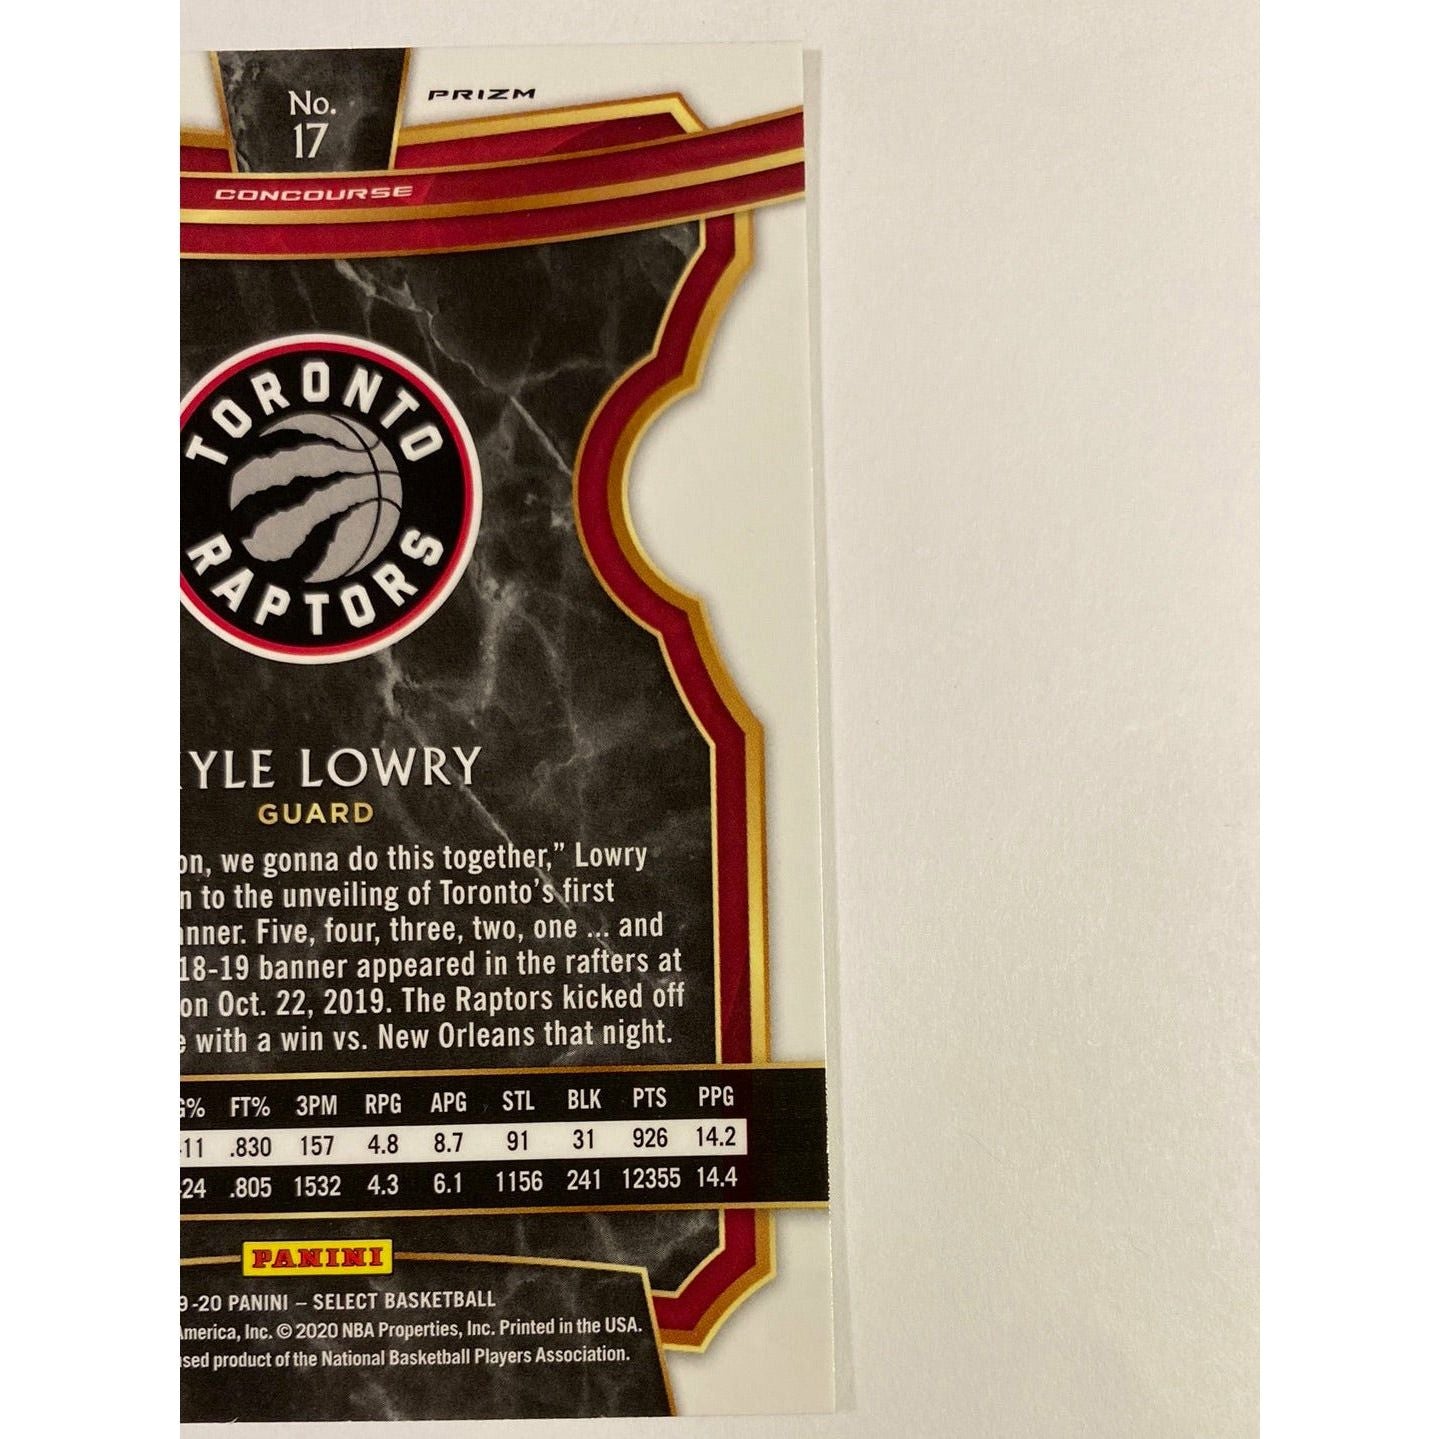 No.
17
PRIZM
CONCOURSE
TORONTO
RAPTORS
YLE LOWRY
GUARD
on, we gonna do this together,” Lowry
n to the unveiling of Toronto’s first
nner. Five, four, three, two, one ... and
18-19 banner appeared in the rafters at
on Oct. 22, 2019. The Raptors kicked off
e with a win vs. New Orleans that night.
G% FT% 3PM RPG APG STL BLK PTS PPG
11 .830 157 4.8 8.7 91 31 926 14.2
24 .805 1532 4.3 6.1 1156 241 12355 14.4
PANINI
9-20 PANINI – SELECT BASKETBALL
America, Inc. © 2020 NBA Properties, Inc. Printed in the USA.
sed product of the National Basketball Players Association.